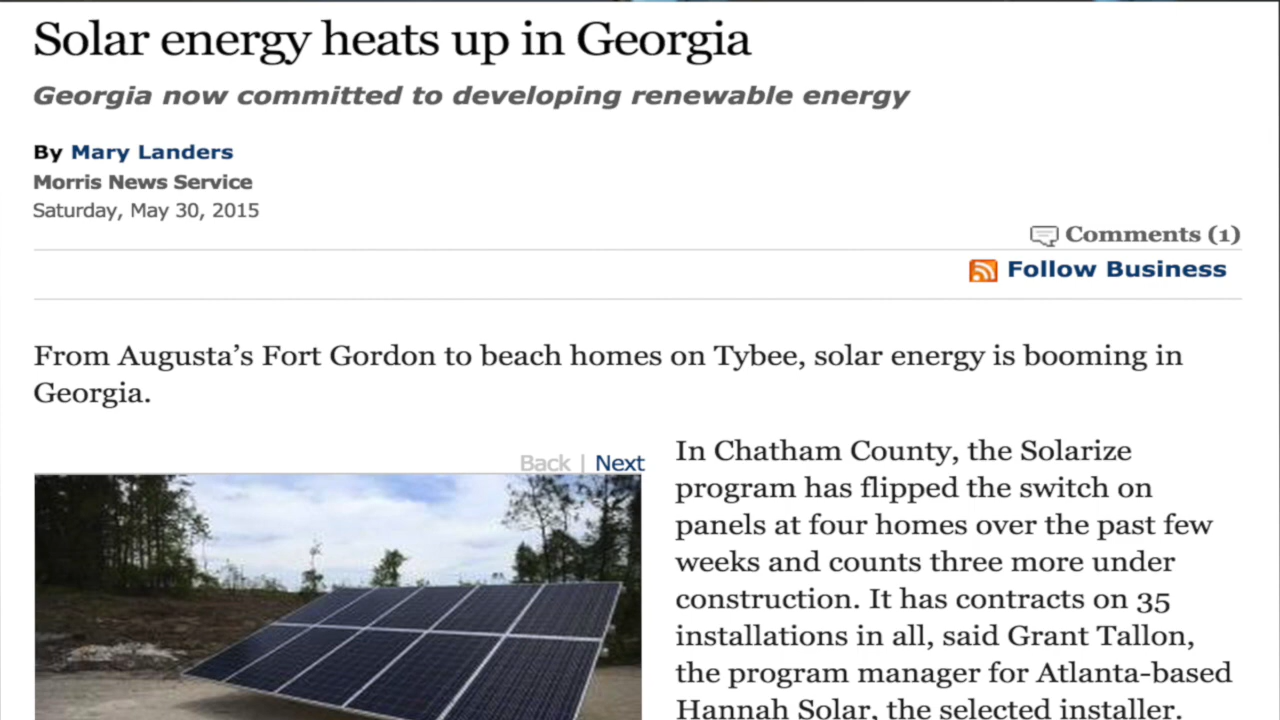 Solar energy heats up in Georgia
Georgia now committed to developing renewable energy
By Mary Landers
Morris News Service
Saturday, May 30, 2015
Comments (1)
Follow Business
From Augusta’s Fort Gordon to beach homes on Tybee, solar energy is booming in
Georgia.
Back | Next
In Chatham County, the Solarize
program has flipped the switch on
panels at four homes over the past few
weeks and counts three more under
construction. It has contracts on 35
installations in all, said Grant Tallon,
the program manager for Atlanta-based
Hannah Solar, the selected installer.